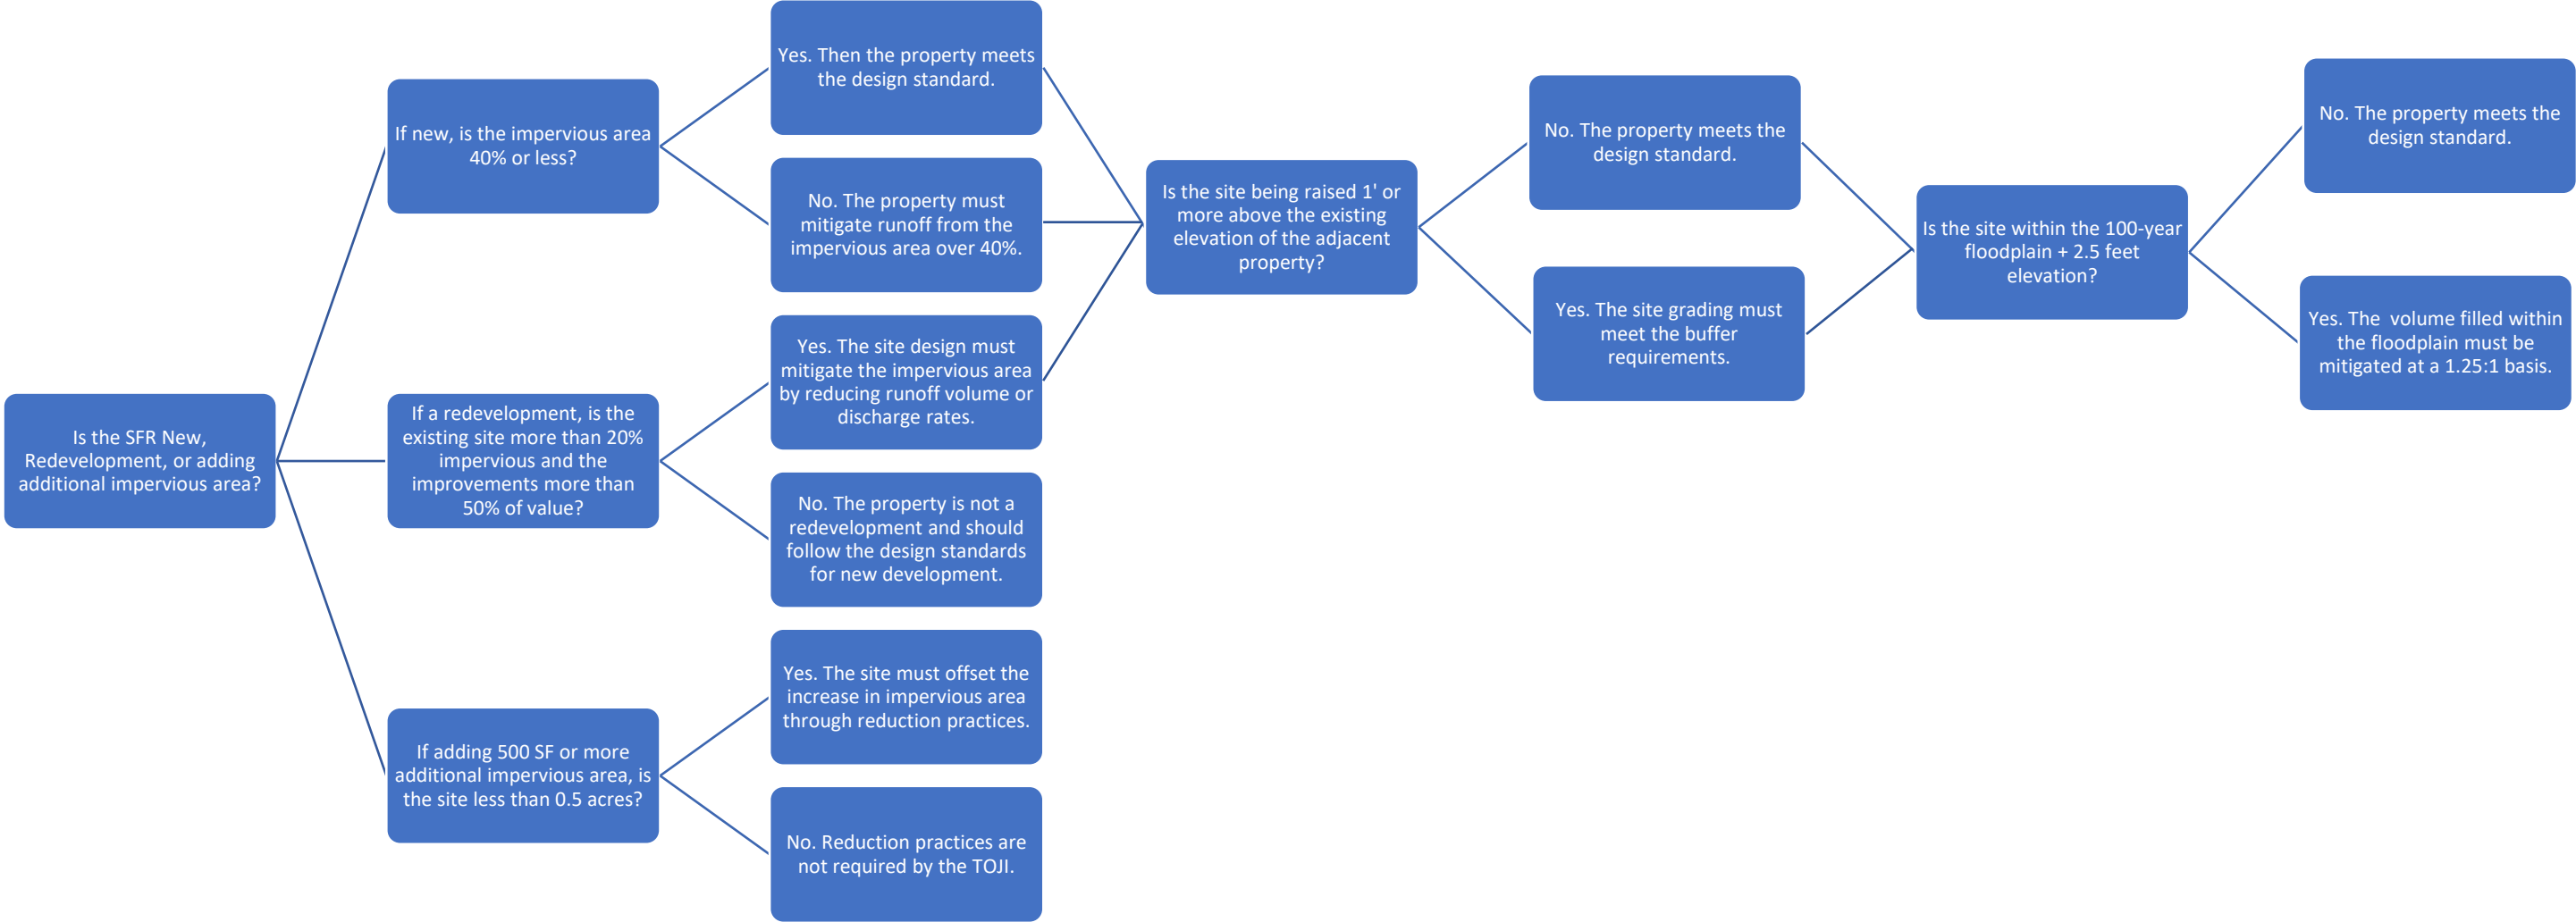 Is the SFR New,
Redevelopment, or adding
additional impervious area?
If new, is the impervious area
40% or less?
Yes. Then the property meets
the design standard.
No. The property must
mitigate runoff from the
impervious area over 40%.
If a redevelopment, is the
existing site more than 20%
impervious and the
improvements more than
50% of value?
Yes. The site design must
mitigate the impervious area
by reducing runoff volume or
discharge rates.
No. The property is not a
redevelopment and should
follow the design standards
for new development.
If adding 500 SF or more
additional impervious area, is
the site less than 0.5 acres?
Yes. The site must offset the
increase in impervious area
through reduction practices.
No. Reduction practices are
not required by the TOJI.
Is the site being raised 1' or
more above the existing
elevation of the adjacent
property?
No. The property meets the
design standard.
Yes. The site grading must
meet the buffer
requirements.
Is the site within the 100-year
floodplain + 2.5 feet
elevation?
No. The property meets the
design standard.
Yes. The  volume filled within
the floodplain must be
mitigated at a 1.25:1 basis.